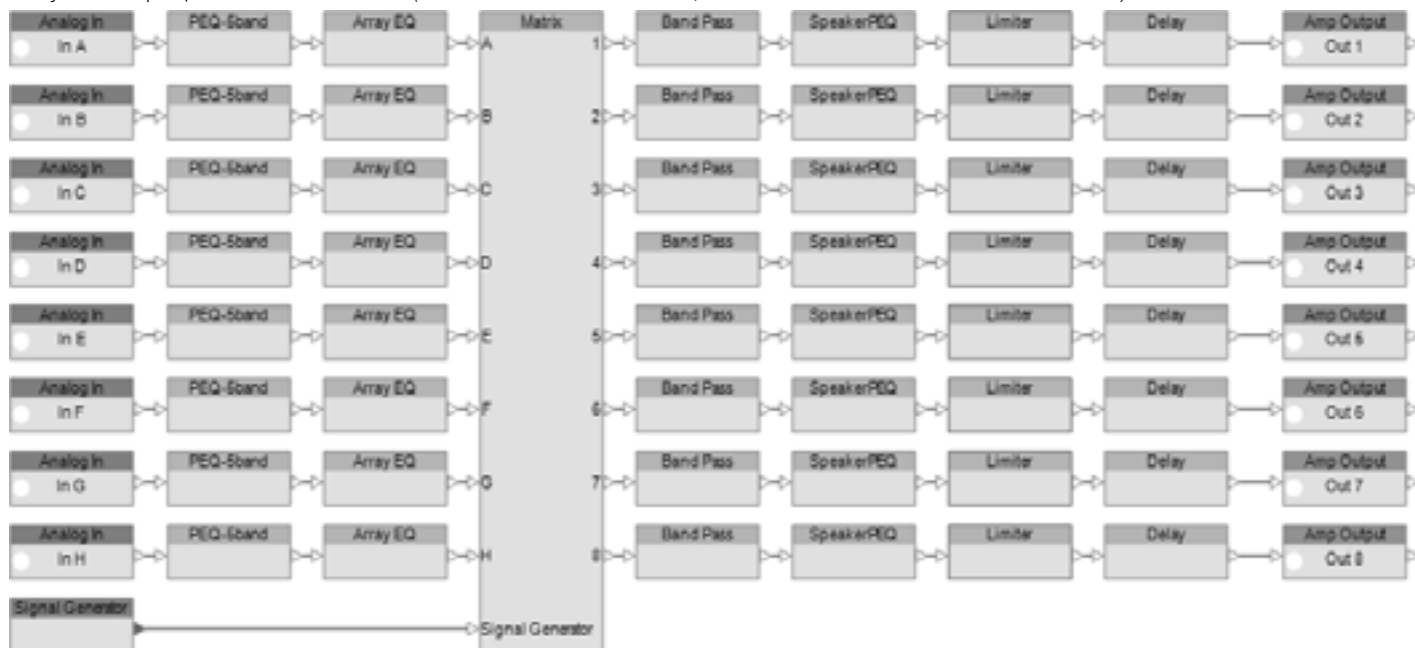 Analog In PEQ-5band Array EQ Matrix Band Pass SpeakerPEQ Limiter Delay Amp Output
In A A 1 Out 1
Analog In PEQ-5band Array EQ Band Pass SpeakerPEQ Limiter Delay Amp Output
In B B 2 Out 2
Analog In PEQ-5band Array EQ Band Pass SpeakerPEQ Limiter Delay Amp Output
In C C 3 Out 3
Analog In PEQ-5band Array EQ Band Pass SpeakerPEQ Limiter Delay Amp Output
In D D 4 Out 4
Analog In PEQ-5band Array EQ Band Pass SpeakerPEQ Limiter Delay Amp Output
In E E 5 Out 5
Analog In PEQ-5band Array EQ Band Pass SpeakerPEQ Limiter Delay Amp Output
In F F 6 Out 6
Analog In PEQ-5band Array EQ Band Pass SpeakerPEQ Limiter Delay Amp Output
In G G 7 Out 7
Analog In PEQ-5band Array EQ Band Pass SpeakerPEQ Limiter Delay Amp Output
In H H 8 Out 8
Signal Generator
Signal Generator